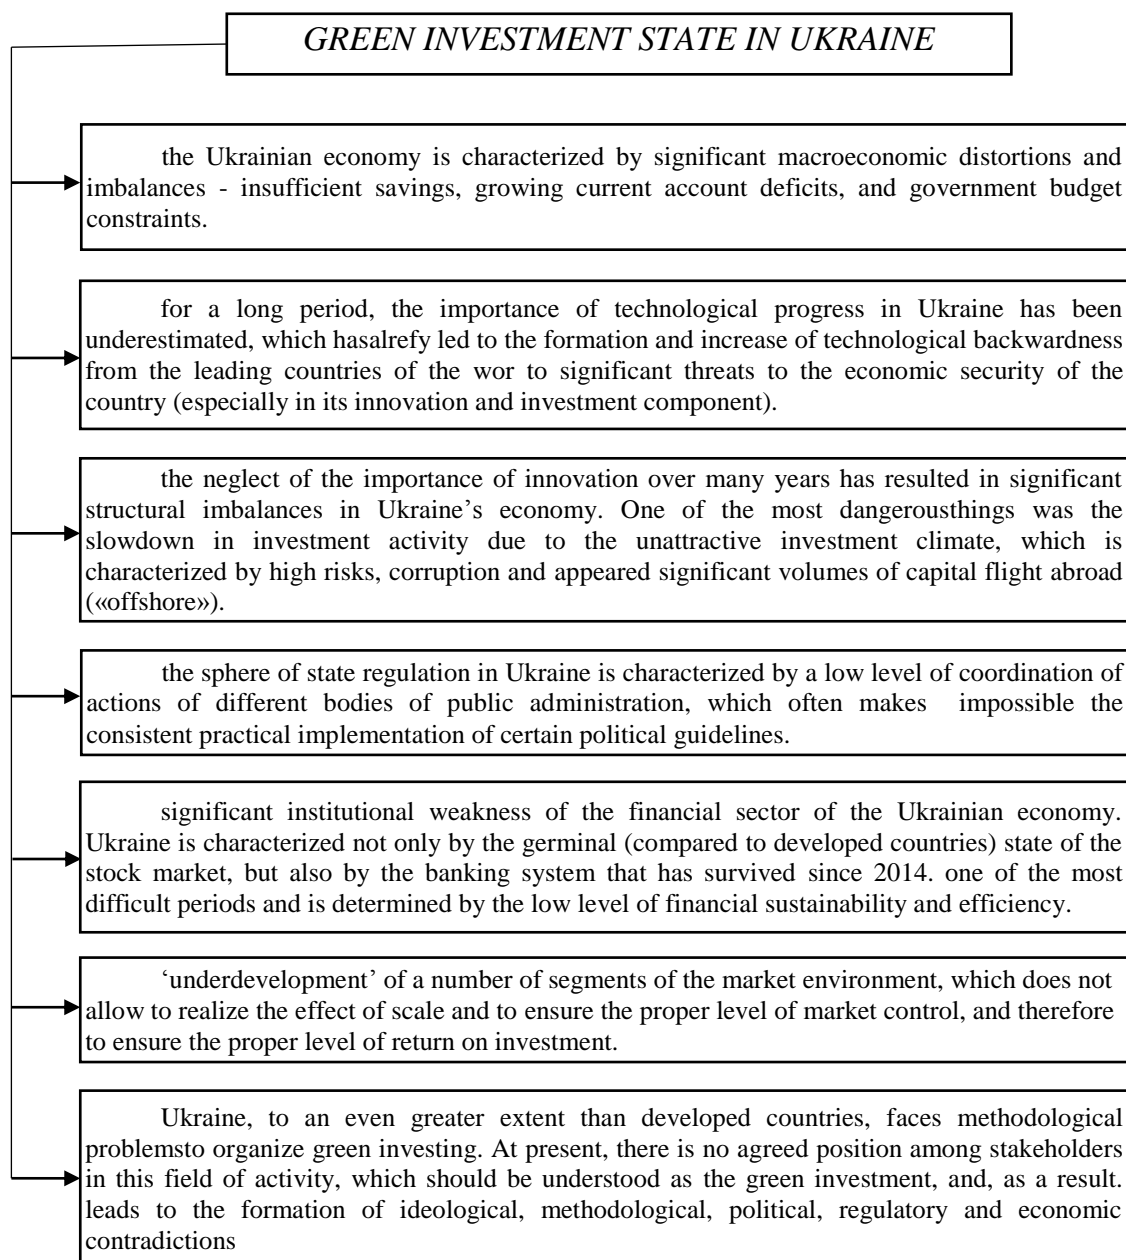 GREEN INVESTMENT STATE IN UKRAINE
the Ukrainian economy is characterized by significant macroeconomic distortions and
imbalances - insufficient savings, growing current account deficits, and government budget
constraints.
for a long period, the importance of technological progress in Ukraine has been
underestimated, which hasalrefy led to the formation and increase of technological backwardness
from the leading countries of the wor to significant threats to the economic security of the
country (especially in its innovation and investment component).
the neglect of the importance of innovation over many years has resulted in significant
structural imbalances in Ukraine’s economy. One of the most dangerousthings was the
slowdown in investment activity due to the unattractive investment climate, which is
characterized by high risks, corruption and appeared significant volumes of capital flight abroad
(«offshore»).
the sphere of state regulation in Ukraine is characterized by a low level of coordination of
actions of different bodies of public administration, which often makes impossible the
consistent practical implementation of certain political guidelines.
significant institutional weakness of the financial sector of the Ukrainian economy.
Ukraine is characterized not only by the germinal (compared to developed countries) state of the
stock market, but also by the banking system that has survived since 2014. one of the most
difficult periods and is determined by the low level of financial sustainability and efficiency.
‘underdevelopment’ of a number of segments of the market environment, which does not
allow to realize the effect of scale and to ensure the proper level of market control, and therefore
to ensure the proper level of return on investment.
Ukraine, to an even greater extent than developed countries, faces methodological
problemsto organize green investing. At present, there is no agreed position among stakeholders
in this field of activity, which should be understood as the green investment, and, as a result.
leads to the formation of ideological, methodological, political, regulatory and economic
contradictions